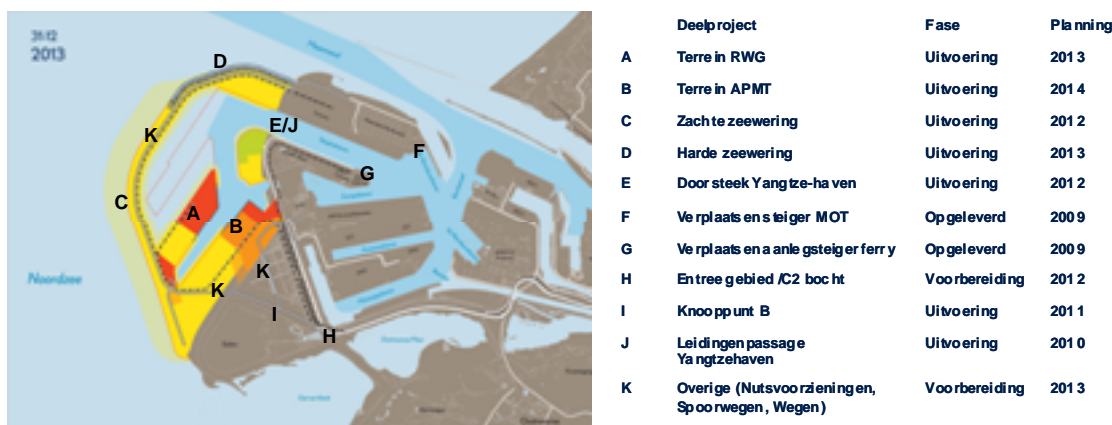 31·12
2013
D
K
E/J
F
G
C
A
B
K
Noordzee
K
I
H
Deelproject Fase Planning
A Terrein RWG Uitvoering 2013
B Terrein APMT Uitvoering 2014
C Zachte zeewering Uitvoering 2012
D Harde zeewering Uitvoering 2013
E Doorsteek Yangtze-haven Uitvoering 2012
F Verplaatsen steiger MOT Opgeleverd 2009
G Verplaatsen aanlegsteiger ferry Opgeleverd 2009
H Entree gebied /C2 bocht Voorbereiding 2012
I Knooppunt B Uitvoering 2011
J Leidingenpassage Uitvoering 2010
Yangtzehaven
K Overige (Nutsvoorzieningen, Voorbereiding 2013
Spoorwegen, Wegen)